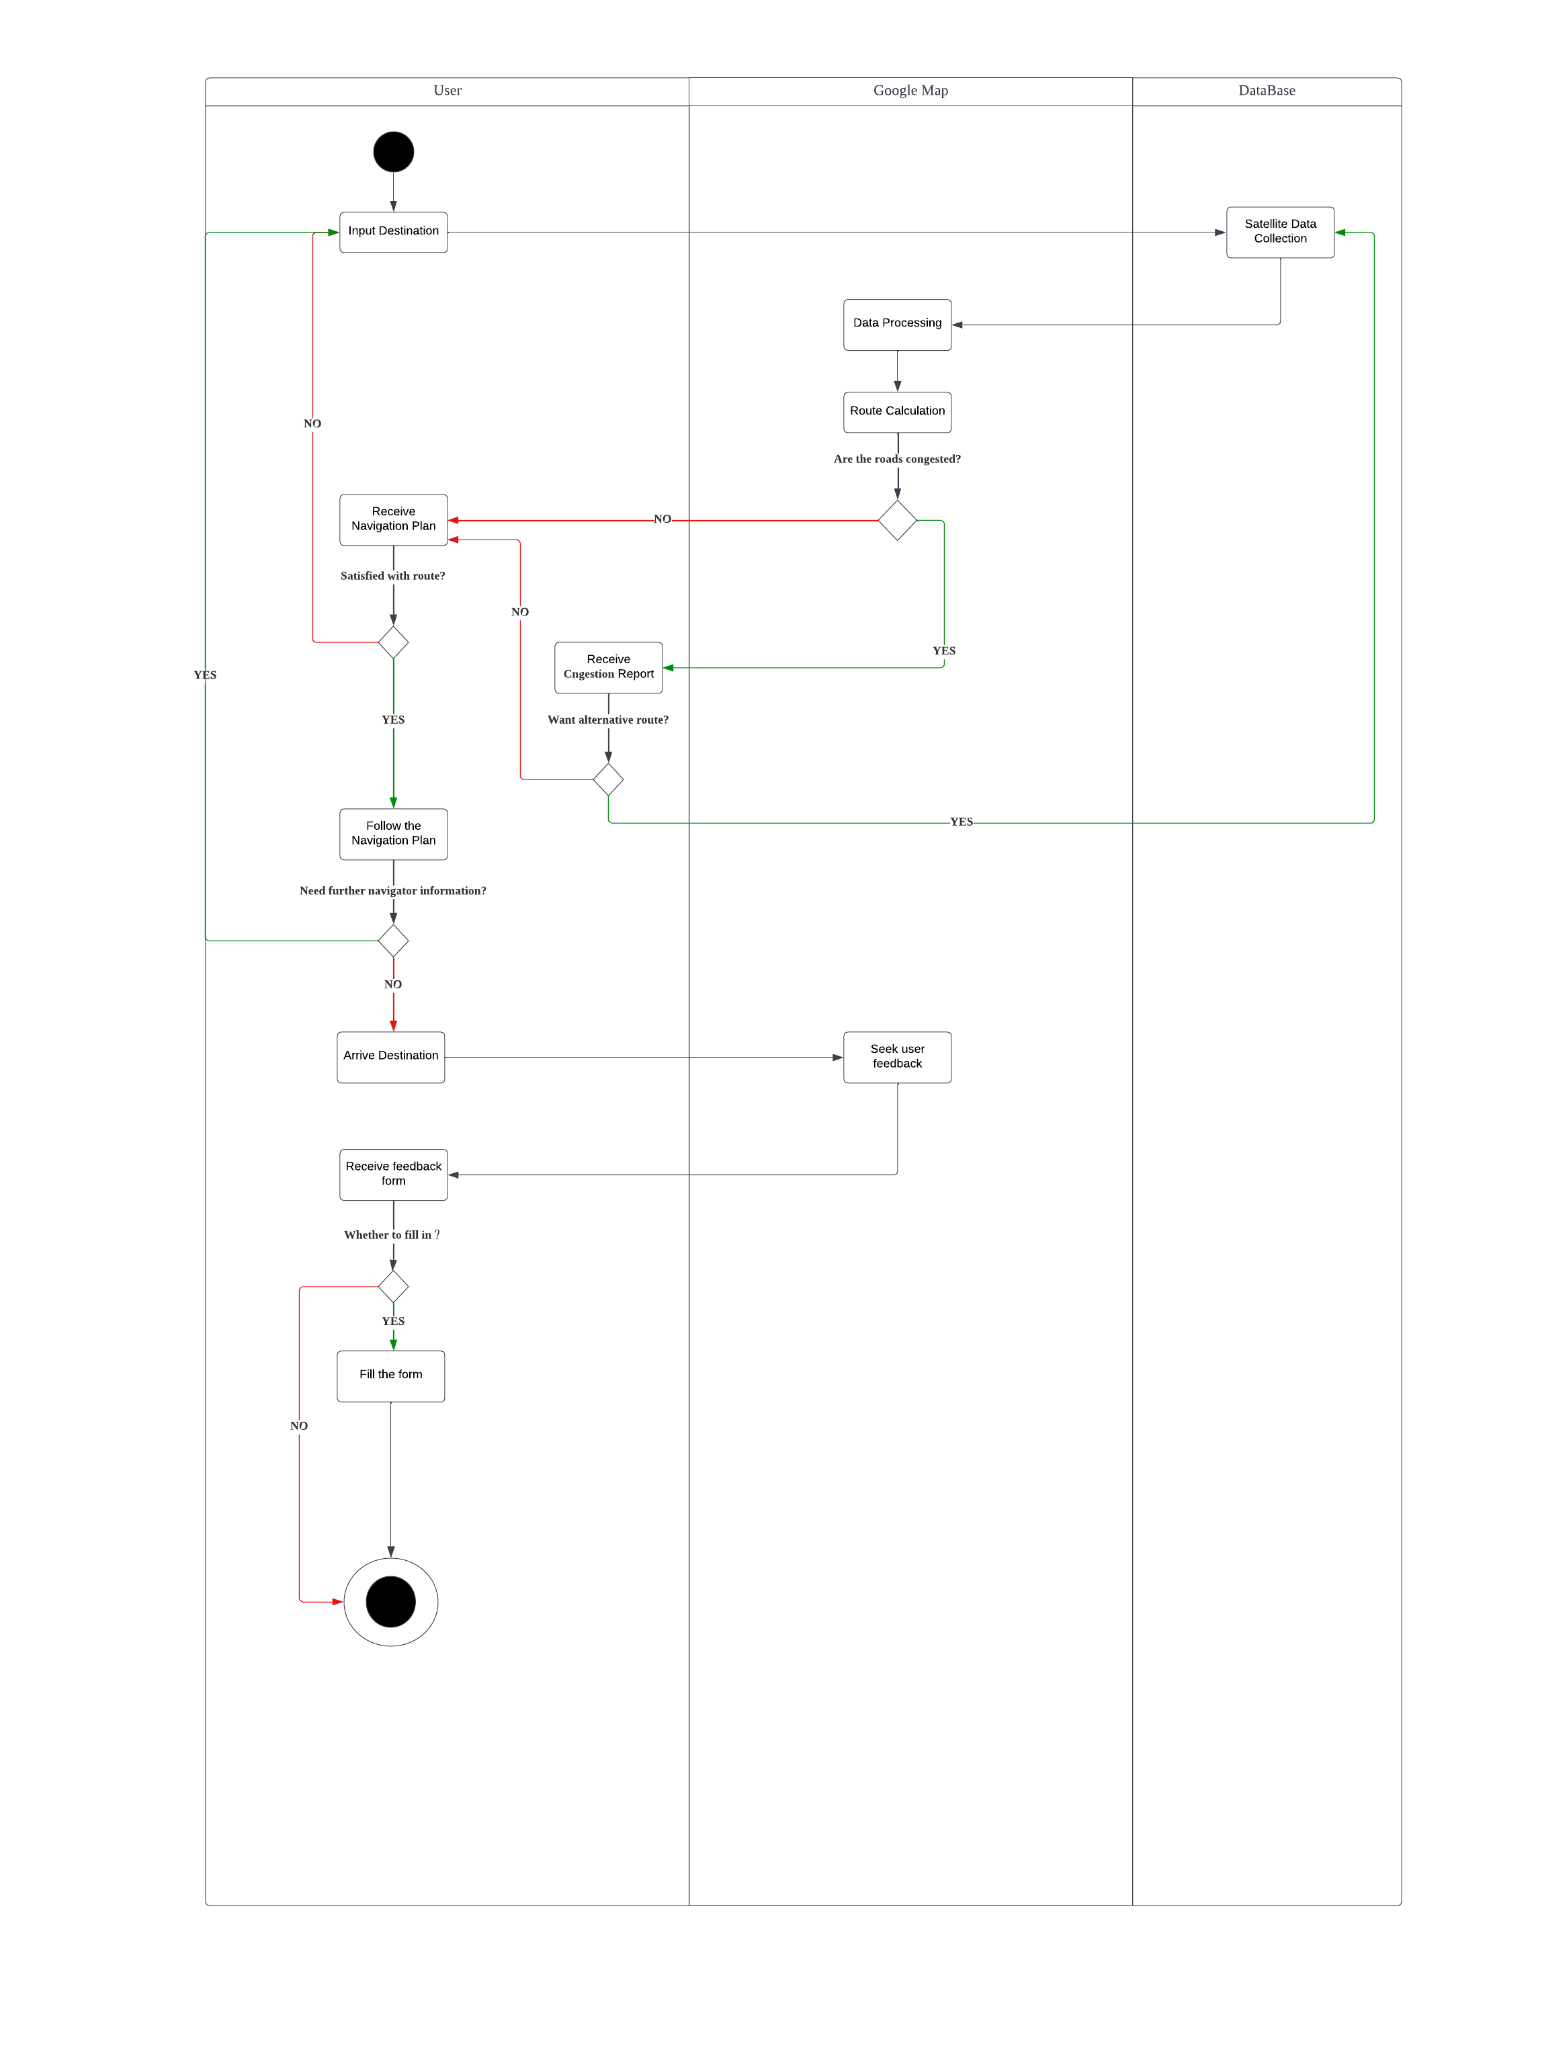 User
Google Map
DataBase
Input Destination
Satellite Data
Collection
Data Processing
Route Calculation
NO
Are the roads congested?
Receive
Navigation Plan
NO
Satisfied with route?
NO
YES
Receive
Cngestion Report
YES
YES
Want alternative route?
YES
Follow the
Navigation Plan
Need further navigator information?
NO
Arrive Destination
Seek user
feedback
Receive feedback
form
Whether to fill in ?
YES
Fill the form
NO